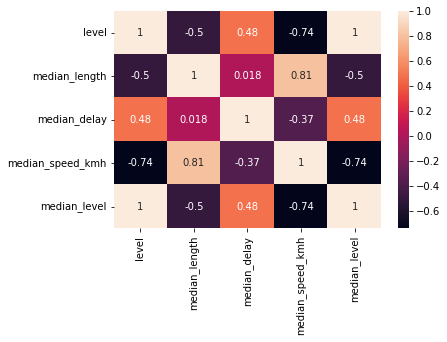 level
median_length
median_delay
median_speed_kmh
median_level
1 -0.5 0.48 -0.74 1
-0.5 1 0.018 0.81 -0.5
0.48 0.018 1 -0.37 0.48
-0.74 0.81 -0.37 1 -0.74
1 -0.5 0.48 -0.74 1
level
median_length
median_delay
median_speed_kmh
median_level
1.0
0.8
0.6
0.4
0.2
0.0
-0.2
-0.4
-0.6